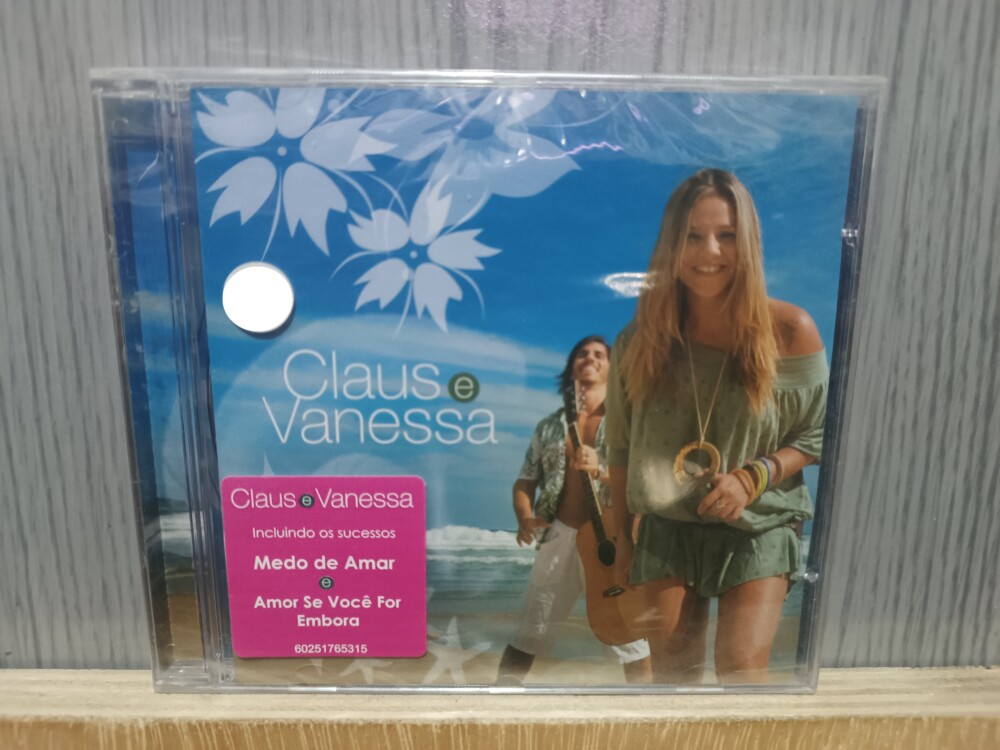 Claus e
Vanessa
Claus e Vanessa
Incluindo os sucessos
Medo de Amar
e
Amor Se Você For
Embora
60251765315